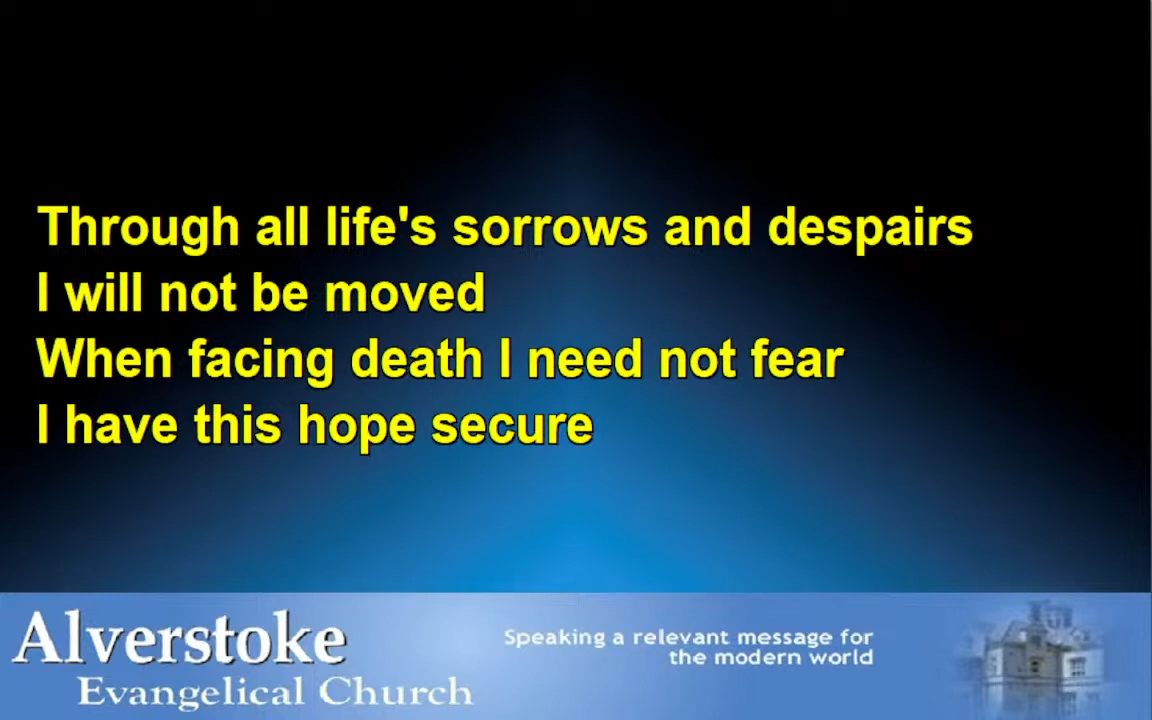 Through all life's sorrows and despairs
I will not be moved
When facing death I need not fear
I have this hope secure
Alverstoke
Evangelical Church
Speaking a relevant message for
the modern world